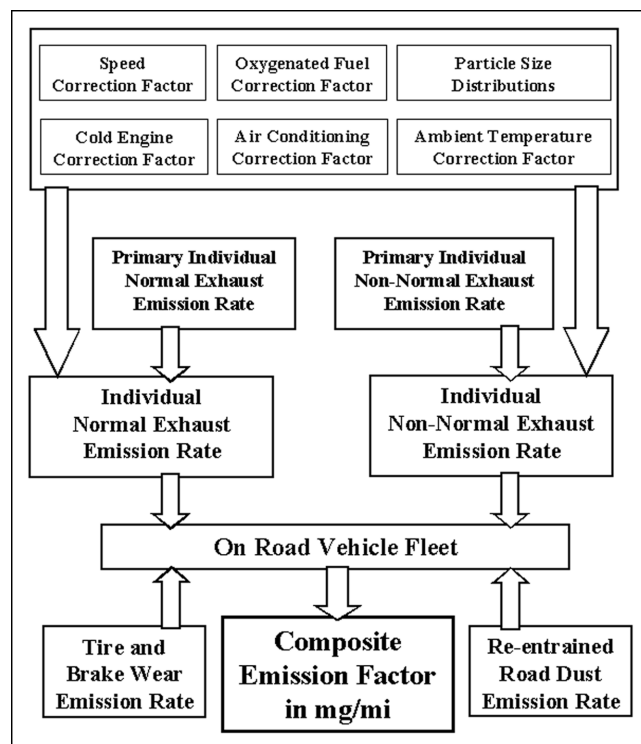 Speed
Correction Factor
Oxygenated Fuel
Correction Factor
Particle Size
Distributions
Cold Engine
Correction Factor
Air Conditioning
Correction Factor
Ambient Temperature
Correction Factor
Primary Individual
Normal Exhaust
Emission Rate
Primary Individual
Non-Normal Exhaust
Emission Rate
Individual
Normal Exhaust
Emission Rate
Individual
Non-Normal Exhaust
Emission Rate
On Road Vehicle Fleet
Tire and
Brake Wear
Emission Rate
Composite
Emission Factor
in mg/mi
Re-entrained
Road Dust
Emission Rate